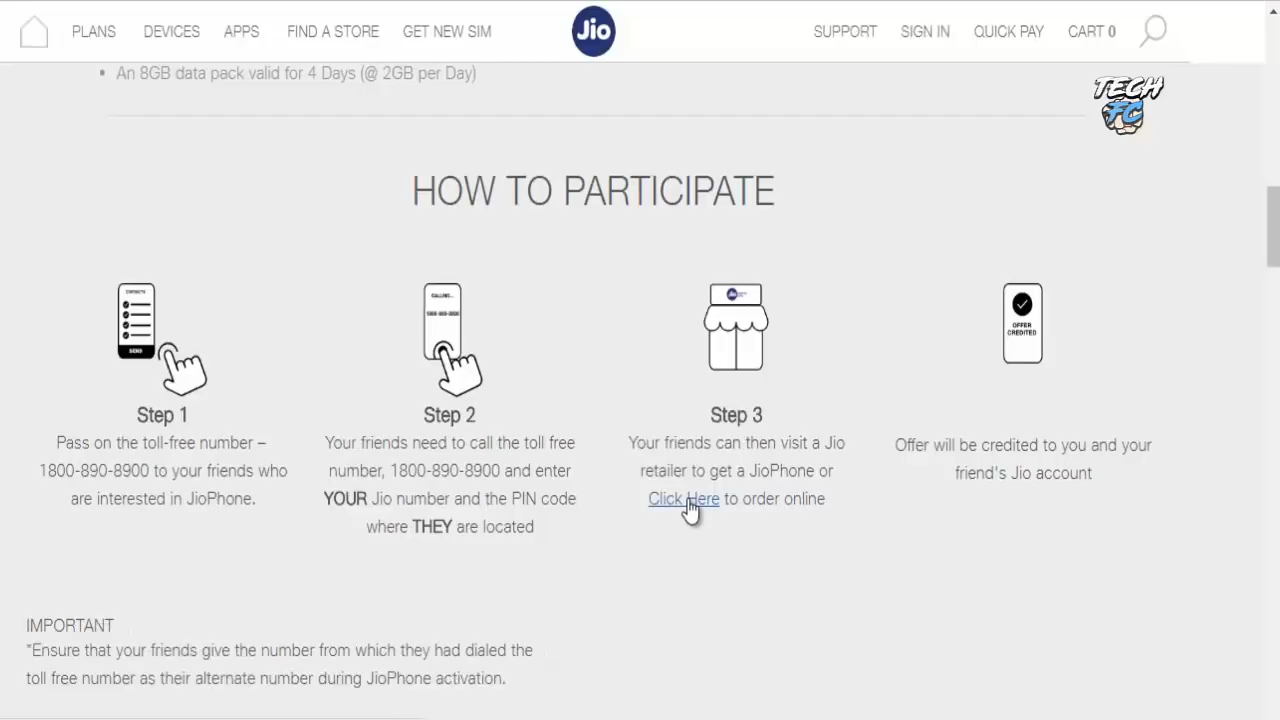 PLANS DEVICES APPS FIND A STORE GET NEW SIM Jio SUPPORT SIGN IN QUICK PAY CART 0
• An 8GB data pack valid for 4 Days (@ 2GB per Day)
TECH
FC
HOW TO PARTICIPATE
CONTACTS
SEND
CALLING...
1800-890-8900
Jio
OFFER
CREDITED
Step 1
Pass on the toll-free number –
1800-890-8900 to your friends who
are interested in JioPhone.
Step 2
Your friends need to call the toll free
number, 1800-890-8900 and enter
YOUR Jio number and the PIN code
where THEY are located
Step 3
Your friends can then visit a Jio
retailer to get a JioPhone or
Click Here to order online
Offer will be credited to you and your
friend's Jio account
IMPORTANT
*Ensure that your friends give the number from which they had dialed the
toll free number as their alternate number during JioPhone activation.